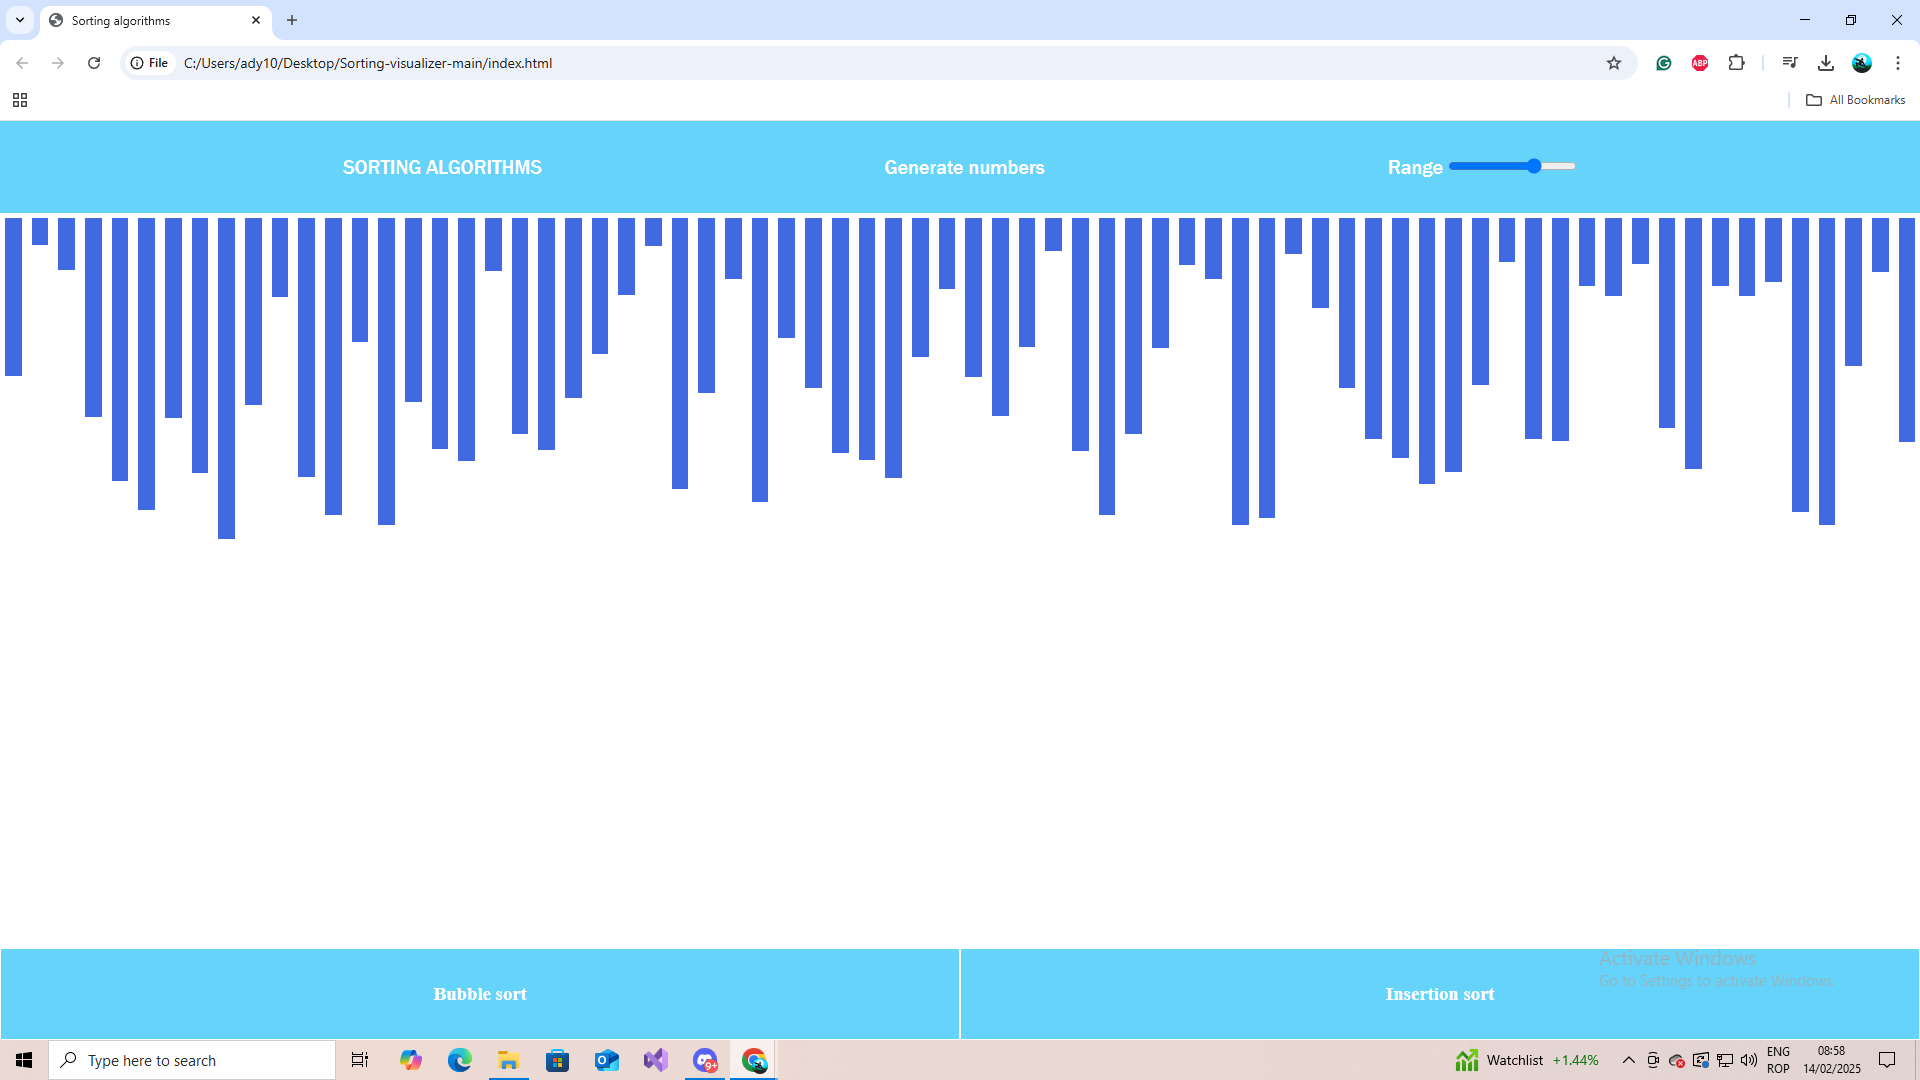 Sorting algorithms
File
C:/Users/ady10/Desktop/Sorting-visualizer-main/index.html
ABP
All Bookmarks
SORTING ALGORITHMS
Generate numbers
Range
Bubble sort
Insertion sort
Activate Windows
Go to Settings to activate Windows.
Type here to search
9+
Watchlist +1.44%
ENG
ROP
08:58
14/02/2025